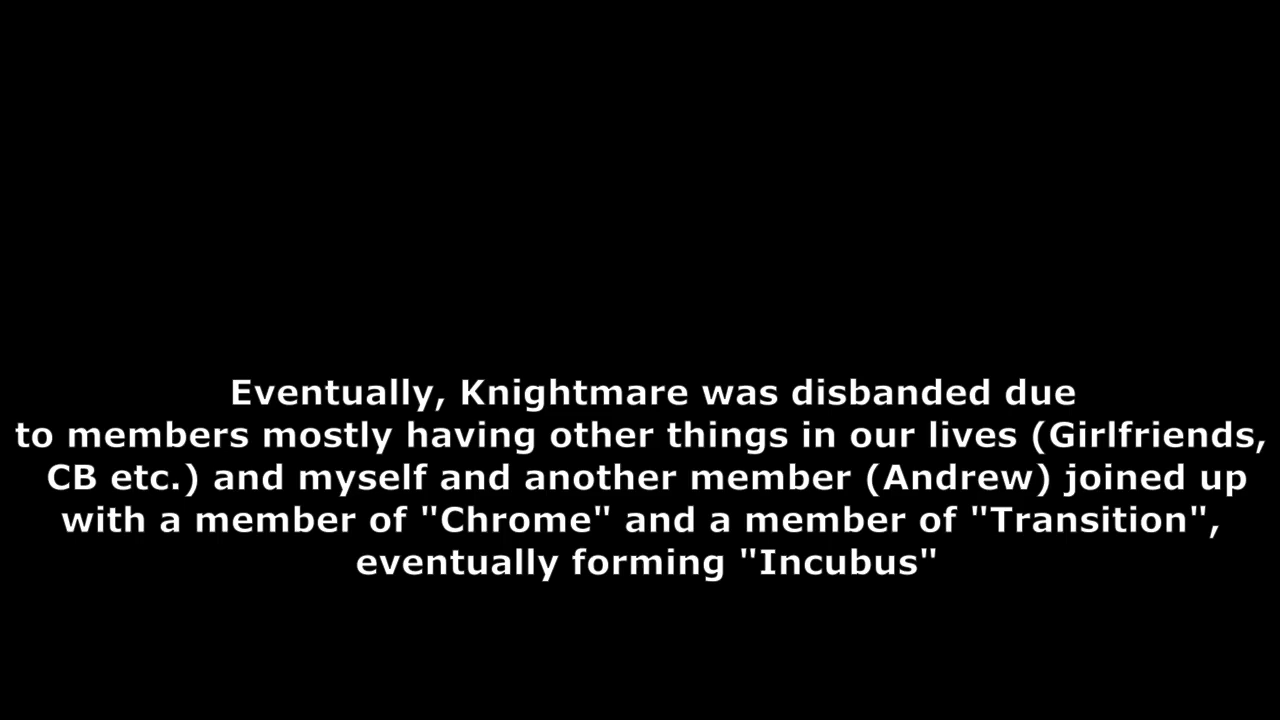 Eventually, Knightmare was disbanded due
to members mostly having other things in our lives (Girlfriends,
CB etc.) and myself and another member (Andrew) joined up
with a member of "Chrome" and a member of "Transition",
eventually forming "Incubus"